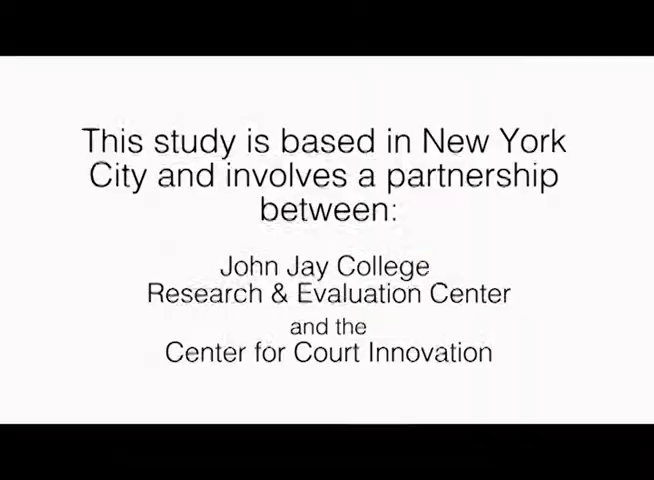 This study is based in New York
City and involves a partnership
between:
John Jay College
Research & Evaluation Center
and the
Center for Court Innovation